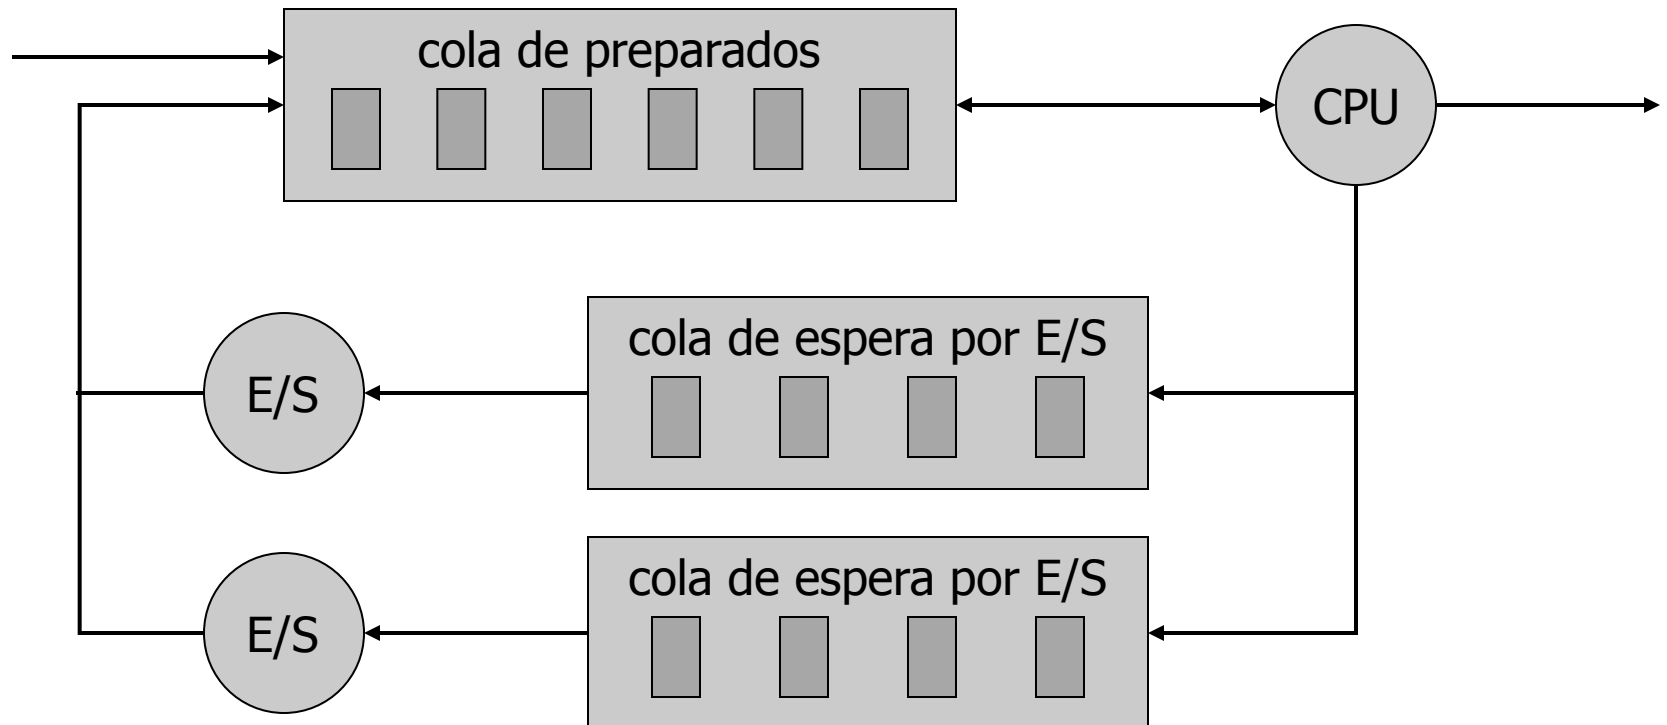 cola de preparados
CPU
cola de espera por E/S
E/S
cola de espera por E/S
E/S